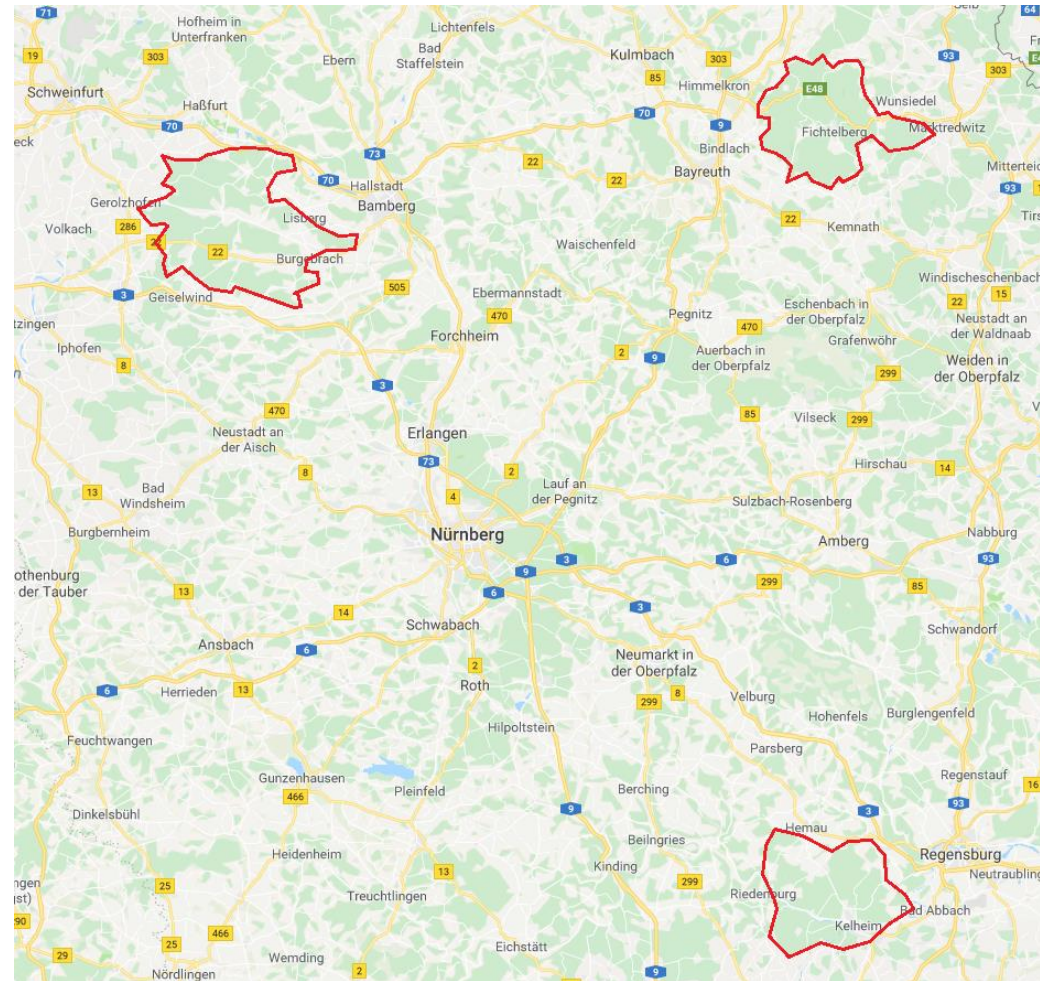 71
Hofheim in
Unterfranken
Lichtenfels
64
19
303
Ebern
Bad
Staffelstein
Kulmbach
303
93
303
85
Himmelkron
E48
Schweinfurt
Haßfurt
Wunsiedel
70
70
9
Fichtelberg
Marktredwitz
73
22
Bindlach
Bayreuth
Mitterteich
70
Hallstadt
22
93
Gerolzhofen
Bamberg
Lisberg
22
Kemnath
Volkach
286
22
22
Burgebrach
Waischenfeld
3
Geiselwind
505
Ebermannstadt
Windischeschenbach
22
15
Eschenbach in
der Oberpfalz
Neustadt an
der Waldnaab
470
Pegnitz
470
Forchheim
Grafenwöhr
Iphofen
8
2
9
Auerbach in
der Oberpfalz
Weiden in
der Oberpfalz
3
299
470
85
Vilseck
299
Neustadt an
der Aisch
Erlangen
73
8
2
Hirschau
14
13
Bad
Windsheim
4
Lauf an
der Pegnitz
Sulzbach-Rosenberg
Burgbernheim
Nürnberg
Amberg
Nabburg
3
6
93
9
299
85
der Tauber
13
6
14
3
Schwabach
Schwandorf
Ansbach
6
2
Neumarkt in
der Oberpfalz
Roth
6
Herrieden
13
299
8
Velburg
Hilpoltstein
Hohenfels
Burglengenfeld
Feuchtwangen
Parsberg
Gunzenhausen
Regenstauf
466
Pleinfeld
Berching
16
9
93
3
Dinkelsbühl
Hemau
Beilngries
Heidenheim
Regensburg
13
Kinding
Neutraubling
25
299
Treuchtlingen
Riedenburg
Bad Abbach
Kelheim
466
25
Eichstätt
29
Wemding
2
9
Nördlingen